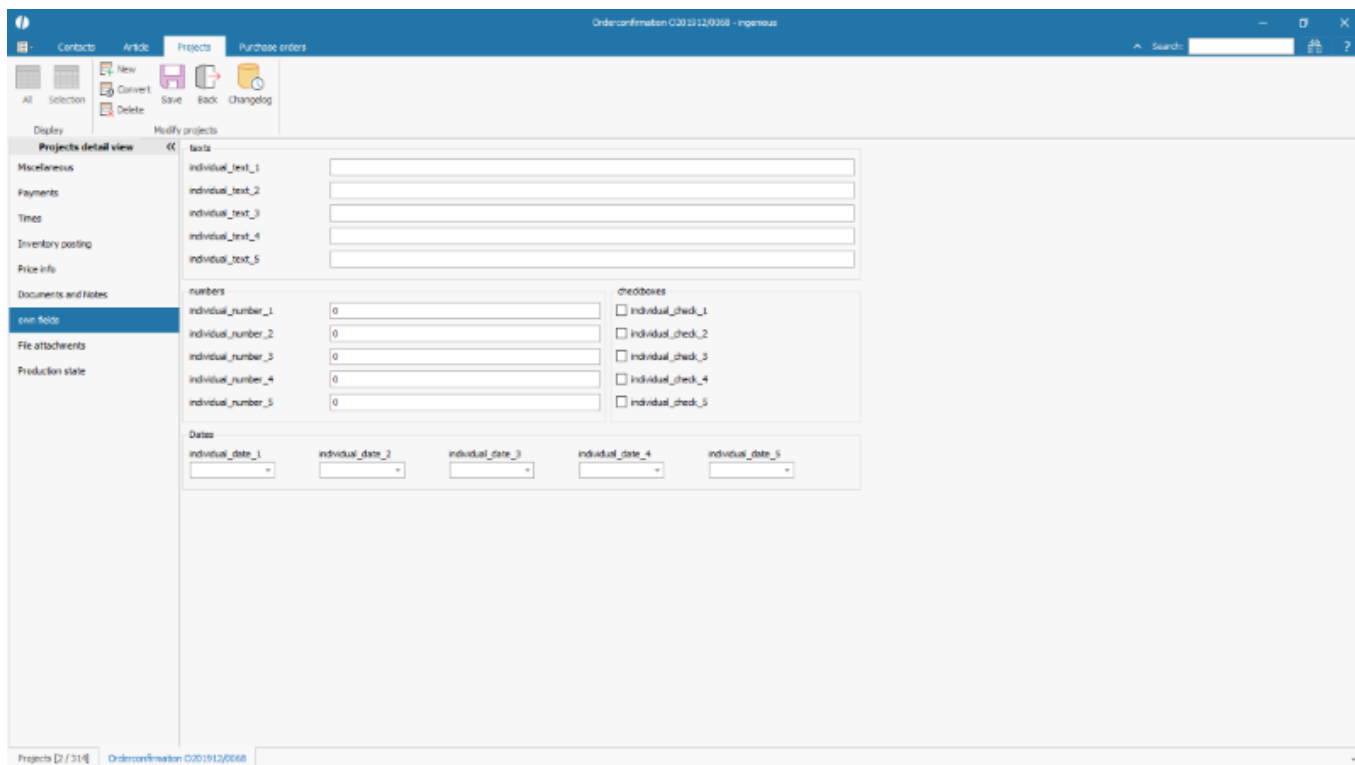 Orderconfirmation O201912/0068 - ingenious
Contacts Article Projects Purchase orders Search: ?
All Selection New Convert Delete Save Back Changelog
Display Modify projects
Projects detail view
Miscellaneous
Payments
Times
Inventory posting
Price info
Documents and Notes
own fields
File attachments
Production state
texts
individual_text_1
individual_text_2
individual_text_3
individual_text_4
individual_text_5
numbers
individual_number_1 0
individual_number_2 0
individual_number_3 0
individual_number_4 0
individual_number_5 0
checkboxes
individual_check_1
individual_check_2
individual_check_3
individual_check_4
individual_check_5
Dates
individual_date_1 individual_date_2 individual_date_3 individual_date_4 individual_date_5
Projects [2 / 314] Orderconfirmation O201912/0068